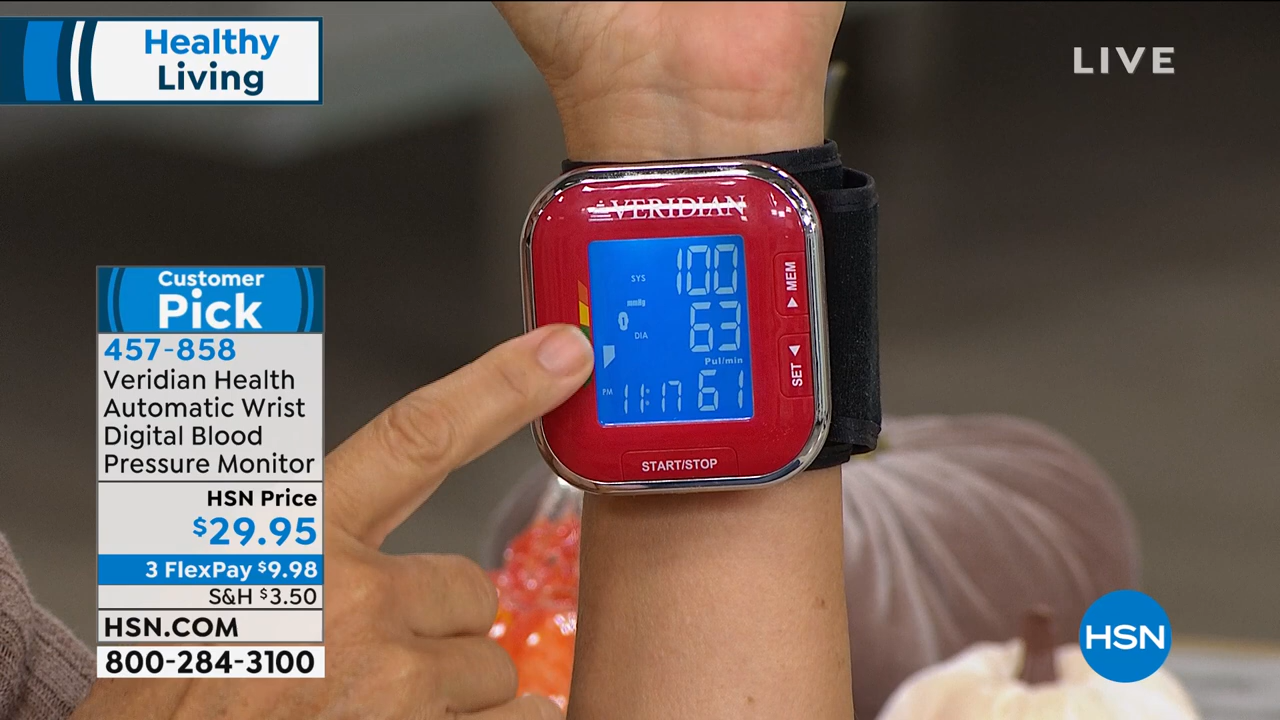 Healthy
Living
LIVE
VERIDIAN
SYS
100
mmHg
63
DIA
Pul/min
PM
11:17
61
MEM
SET
START/STOP
Customer
Pick
457-858
Veridian Health
Automatic Wrist
Digital Blood
Pressure Monitor
HSN Price
$29.95
3 FlexPay $9.98
S&H $3.50
HSN.COM
800-284-3100
HSN